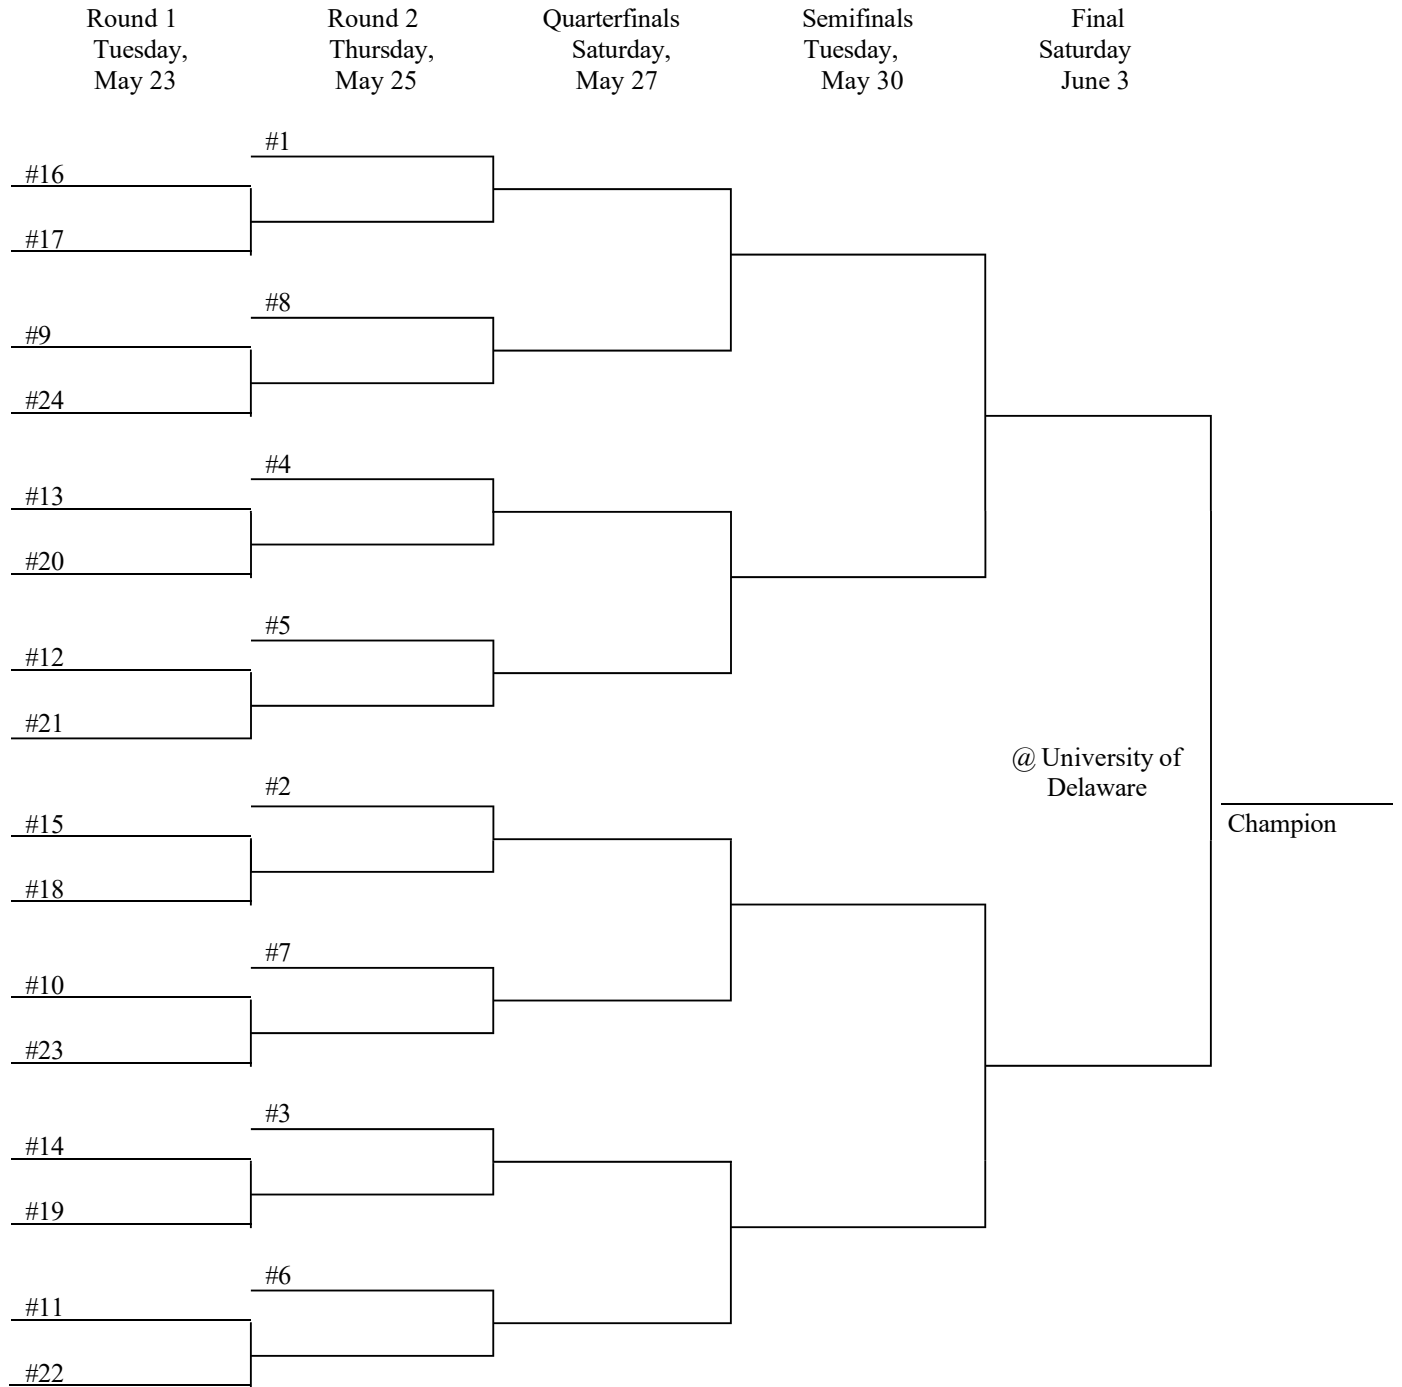 Round 1
Tuesday,
May 23
Round 2
Thursday,
May 25
Quarterfinals
Saturday,
May 27
Semifinals
Tuesday,
May 30
Final
Saturday
June 3
#1
#16
#17
#8
#9
#24
#4
#13
#20
#5
#12
#21
@ University of
Delaware
#2
#15
Champion
#18
#7
#10
#23
#3
#14
#19
#6
#11
#22